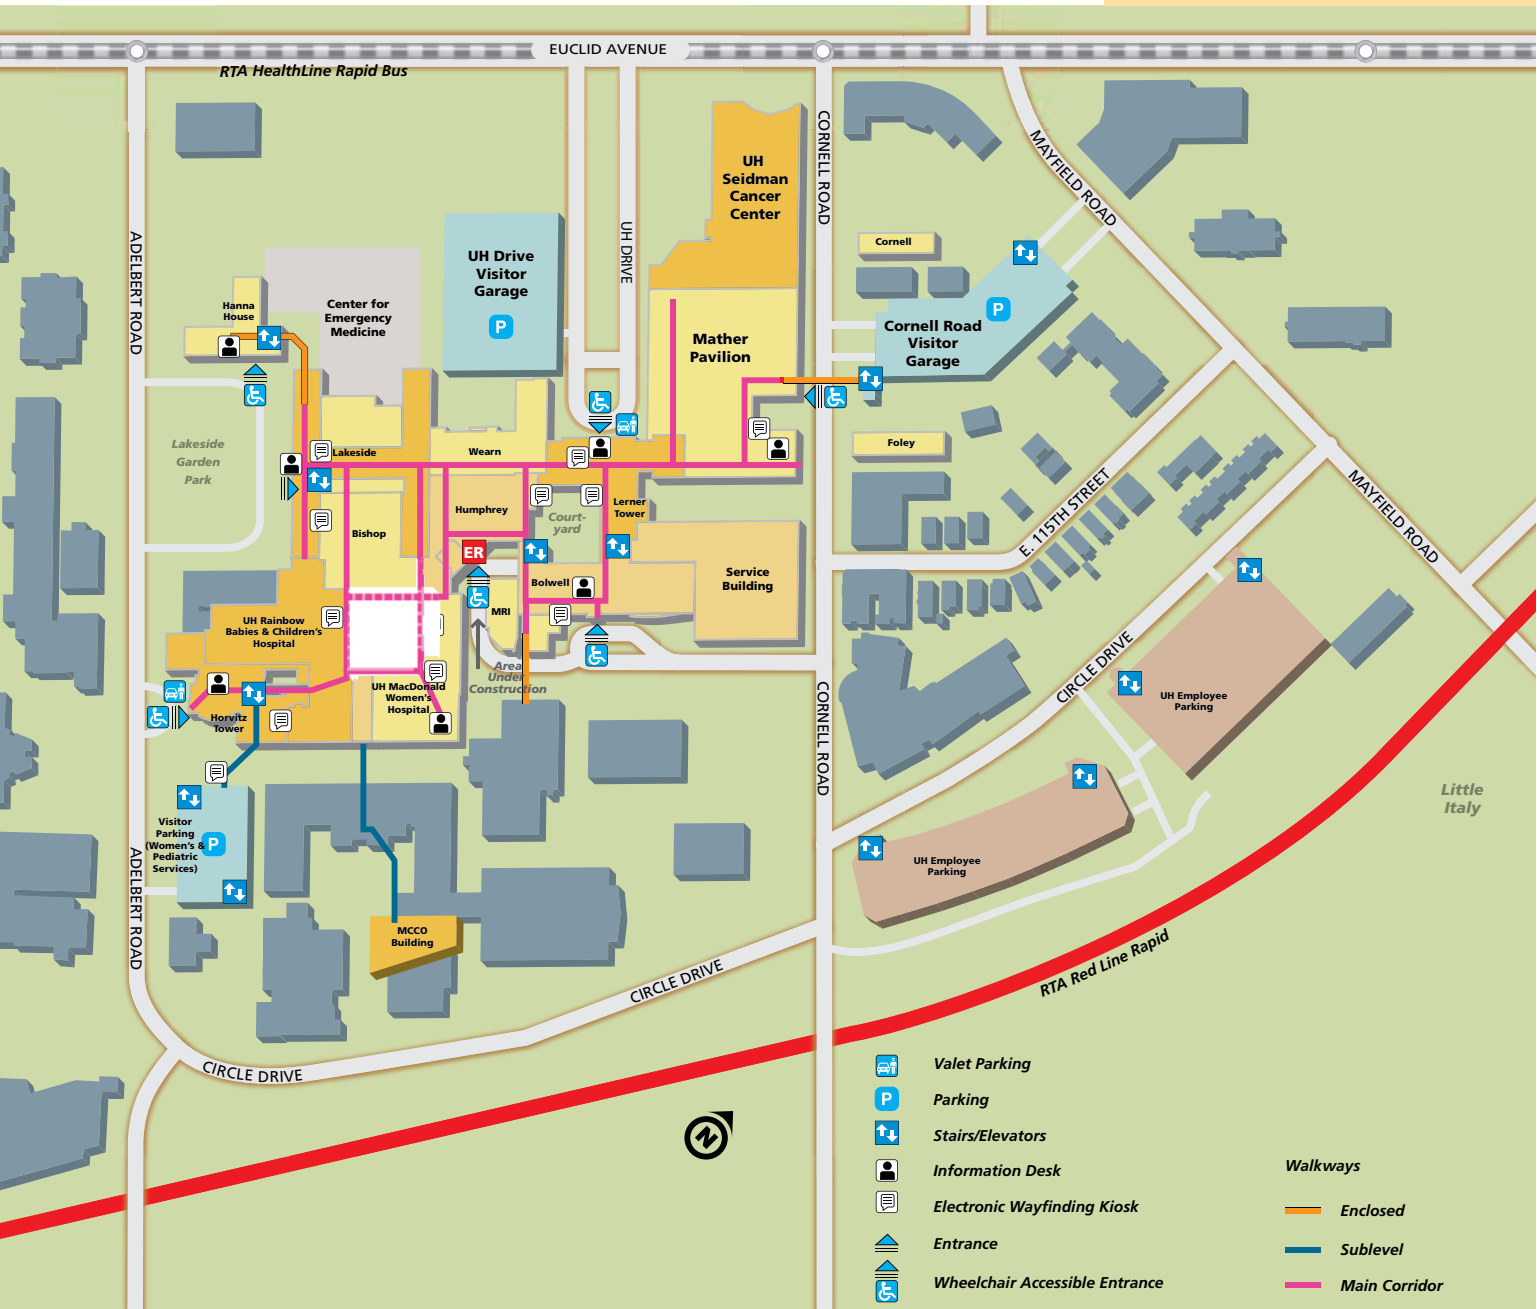 EUCLID AVENUE
RTA HealthLine Rapid Bus
CORNELL ROAD
MAYFIELD ROAD
UH
Seidman
Cancer
Center
ADELBERT ROAD
UH DRIVE
UH Drive
Visitor
Garage
P
Cornell
Hanna
House
Center for
Emergency
Medicine
Mather
Pavilion
P
Cornell Road
Visitor
Garage
Lakeside
Garden
Park
Lakeside
Wearn
Foley
Humphrey
Court-
yard
Lerner
Tower
Bishop
ER
Bolwell
Service
Building
MRI
E. 115TH STREET
MAYFIELD ROAD
UH Rainbow
Babies & Children's
Hospital
Area
Under
Construction
UH MacDonald
Women's
Hospital
Horvitz
Tower
CORNELL ROAD
CIRCLE DRIVE
UH Employee
Parking
Little
Italy
Visitor
Parking
(Women's &
Pediatric
Services)
P
UH Employee
Parking
ADELBERT ROAD
MCCO
Building
CIRCLE DRIVE
RTA Red Line Rapid
CIRCLE DRIVE
N
Valet Parking
P
Parking
Stairs/Elevators
Information Desk
Electronic Wayfinding Kiosk
Entrance
Wheelchair Accessible Entrance
Walkways
Enclosed
Sublevel
Main Corridor